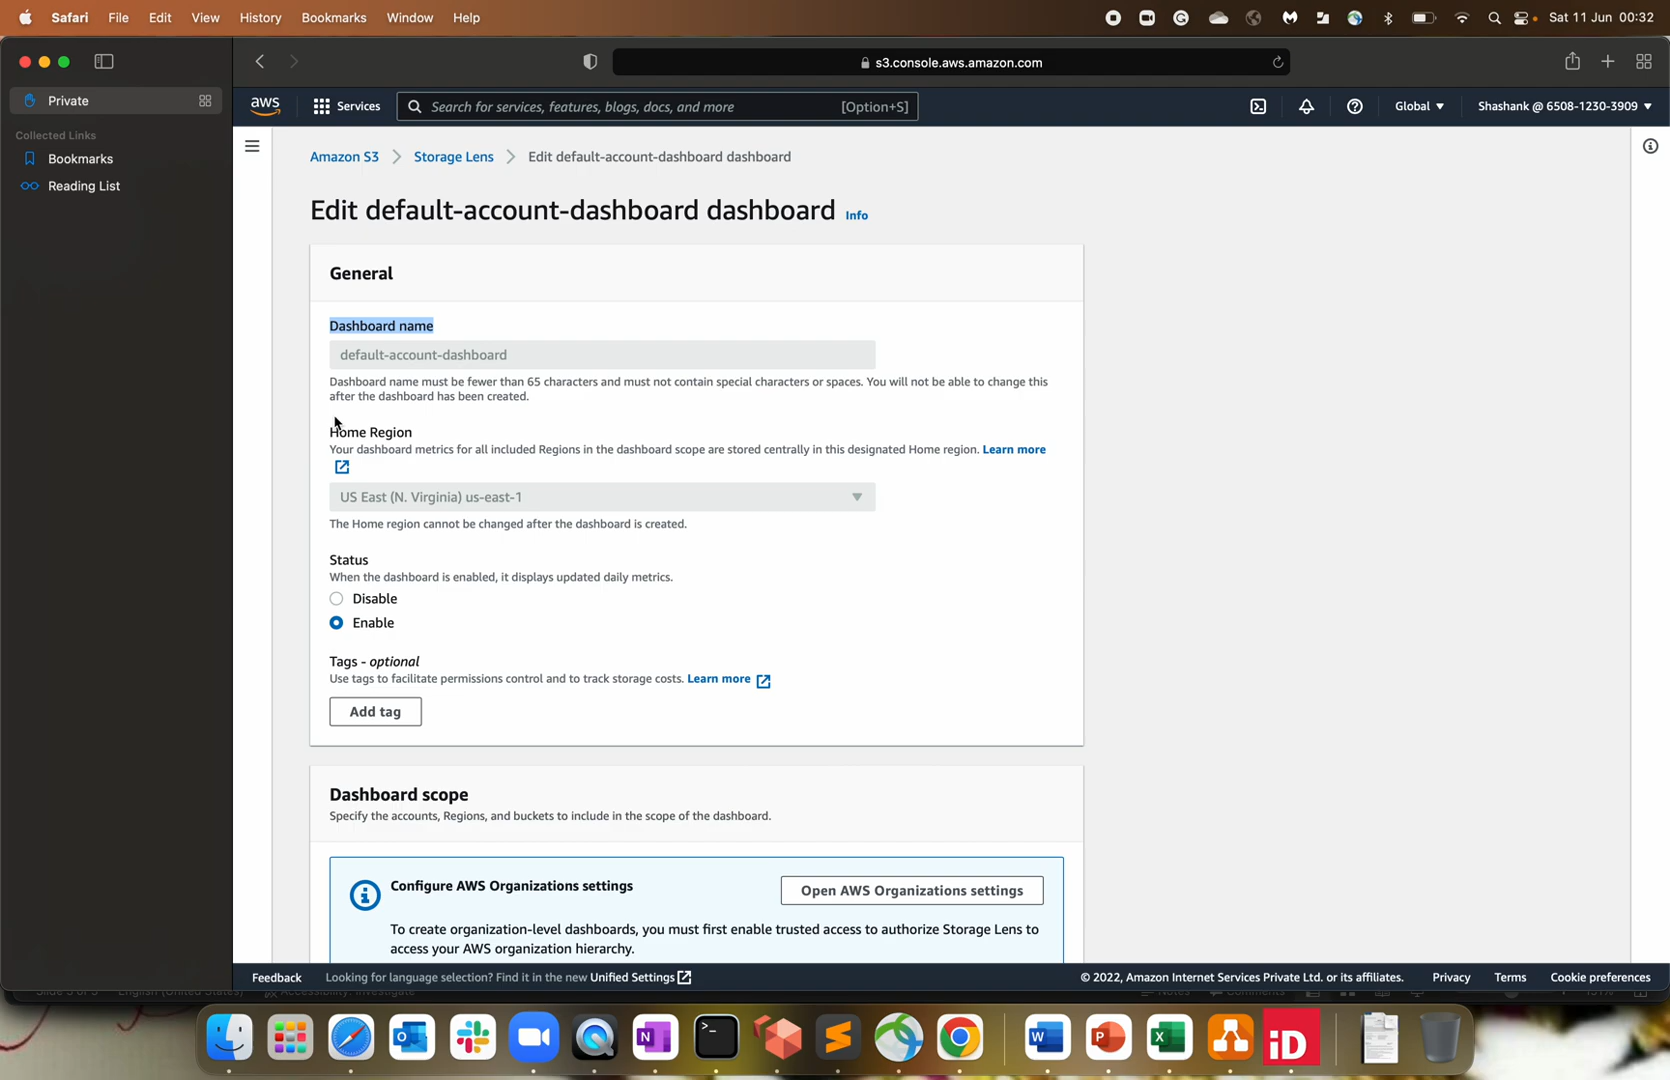 Safari File Edit View History Bookmarks Window Help
Sat 11 Jun 00:32
s3.console.aws.amazon.com
Private
Collected Links
Bookmarks
Reading List
aws
Services
Search for services, features, blogs, docs, and more [Option+S]
Global ▼
Shashank @ 6508-1230-3909 ▼
Amazon S3 > Storage Lens > Edit default-account-dashboard dashboard
Edit default-account-dashboard dashboard Info
General
Dashboard name
default-account-dashboard
Dashboard name must be fewer than 65 characters and must not contain special characters or spaces. You will not be able to change this
after the dashboard has been created.
Home Region
Your dashboard metrics for all included Regions in the dashboard scope are stored centrally in this designated Home region. Learn more
US East (N. Virginia) us-east-1
The Home region cannot be changed after the dashboard is created.
Status
When the dashboard is enabled, it displays updated daily metrics.
Disable
Enable
Tags - optional
Use tags to facilitate permissions control and to track storage costs. Learn more
Add tag
Dashboard scope
Specify the accounts, Regions, and buckets to include in the scope of the dashboard.
Configure AWS Organizations settings
Open AWS Organizations settings
To create organization-level dashboards, you must first enable trusted access to authorize Storage Lens to
access your AWS organization hierarchy.
Feedback
Looking for language selection? Find it in the new Unified Settings
© 2022, Amazon Internet Services Private Ltd. or its affiliates.
Privacy
Terms
Cookie preferences
iD